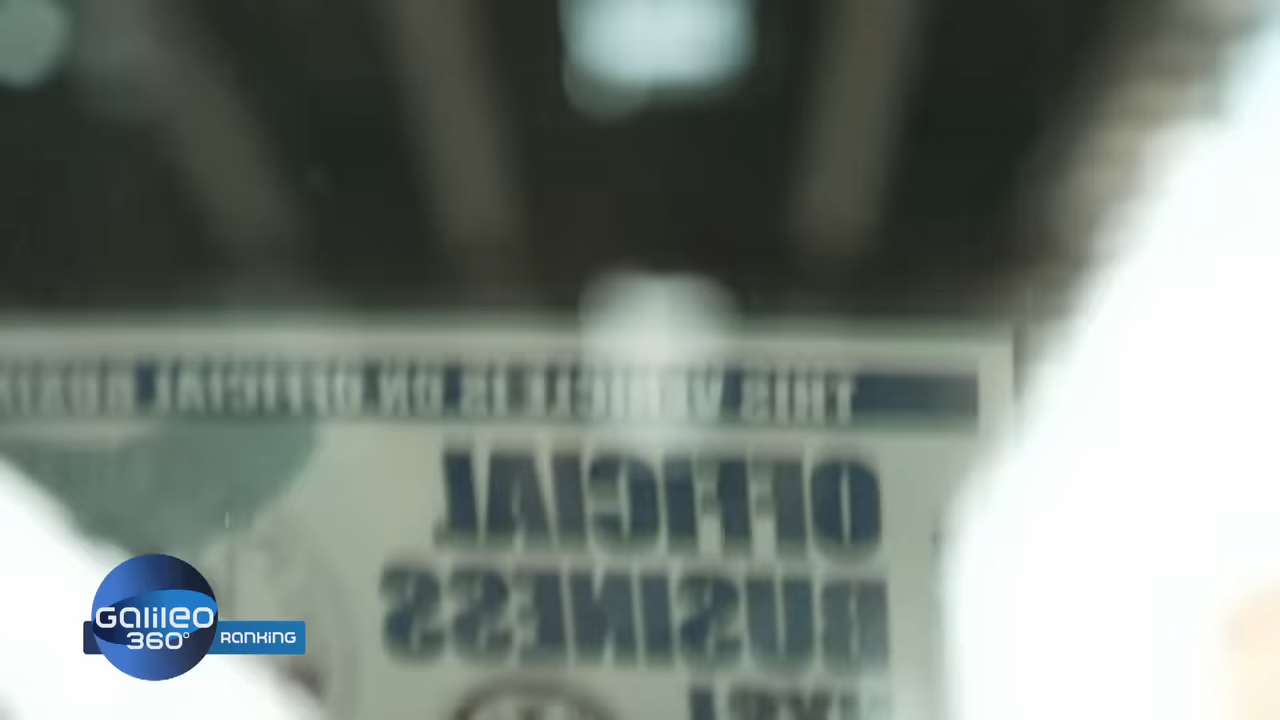 THIS VEHICLE IS ON OFFICIAL
OFFICIAL
BUSINESS
Galileo
360°
RANKING